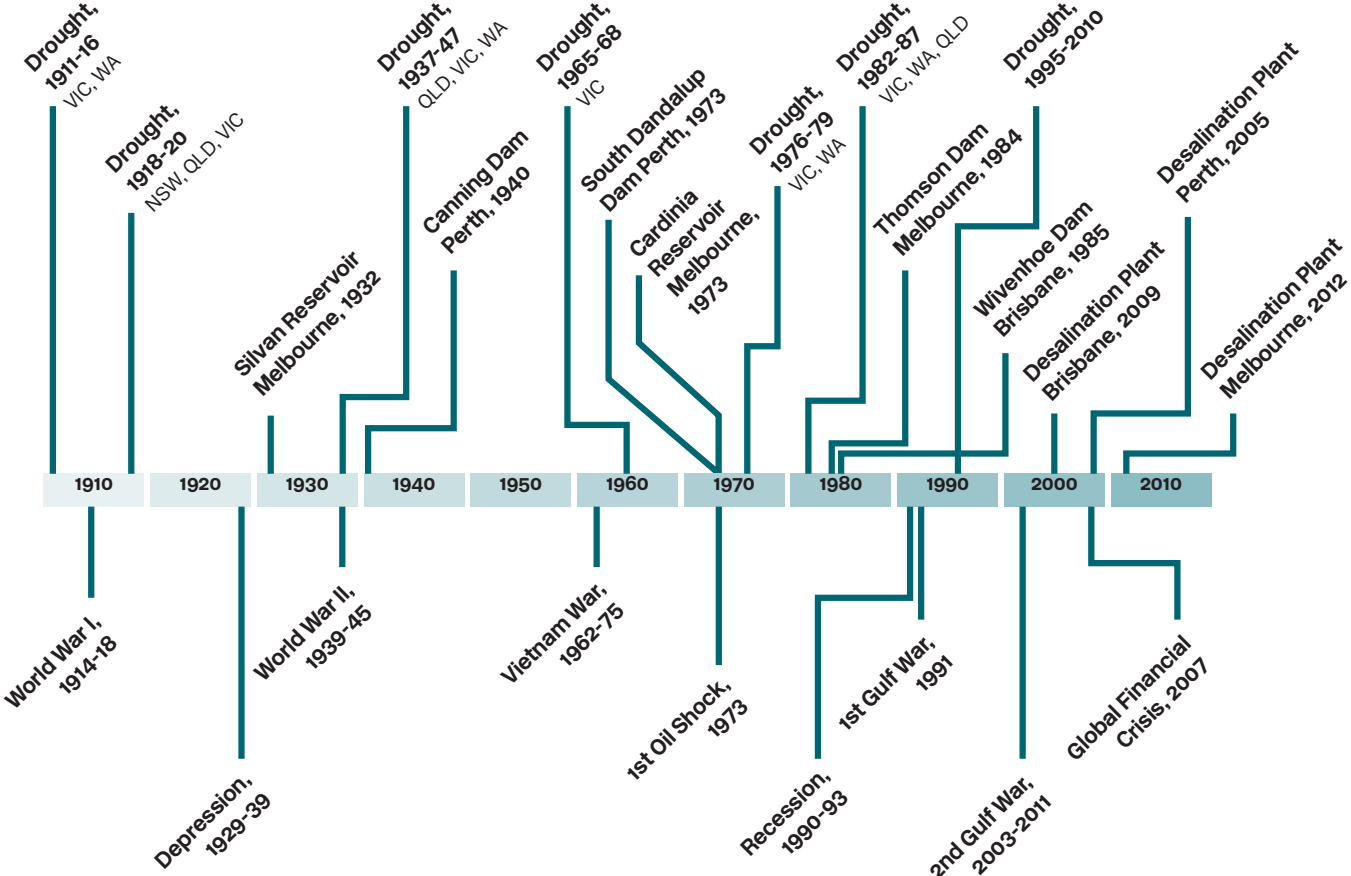 Drought,
1911-16
VIC, WA
Drought,
1918-20
NSW, QLD, VIC
Silvan Reservoir
Melbourne, 1932
Drought,
1937-47
QLD, VIC, WA
Canning Dam
Perth, 1940
Drought,
1965-68
VIC
South Dandalup
Dam Perth, 1973
Cardinia
Reservoir
Melbourne,
1973
Drought,
1976-79
VIC, WA
Drought,
1982-87
VIC, WA, QLD
Thomson Dam
Melbourne, 1984
Drought,
1995-2010
Wivenhoe Dam
Brisbane, 1985
Desalination Plant
Brisbane, 2009
Desalination Plant
Perth, 2005
Desalination Plant
Melbourne, 2012
1910
1920
1930
1940
1950
1960
1970
1980
1990
2000
2010
World War I,
1914-18
Depression,
1929-39
World War II,
1939-45
Vietnam War,
1962-75
1st Oil Shock,
1973
Recession,
1990-93
1st Gulf War,
1991
2nd Gulf War,
2003-2011
Global Financial
Crisis, 2007